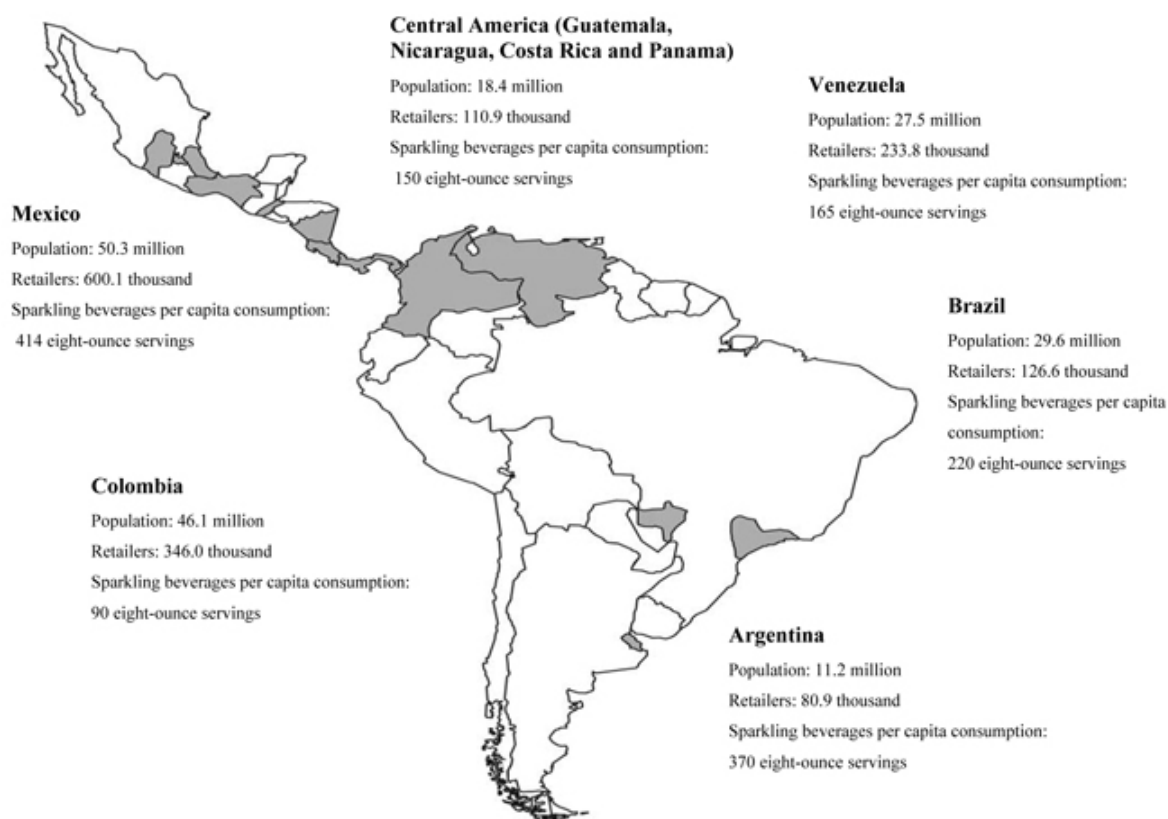 Central America (Guatemala,
Nicaragua, Costa Rica and Panama)
Population: 18.4 million
Retailers: 110.9 thousand
Sparkling beverages per capita consumption:
150 eight-ounce servings
Venezuela
Population: 27.5 million
Retailers: 233.8 thousand
Sparkling beverages per capita consumption:
165 eight-ounce servings
Mexico
Population: 50.3 million
Retailers: 600.1 thousand
Sparkling beverages per capita consumption:
414 eight-ounce servings
Brazil
Population: 29.6 million
Retailers: 126.6 thousand
Sparkling beverages per capita
consumption:
220 eight-ounce servings
Colombia
Population: 46.1 million
Retailers: 346.0 thousand
Sparkling beverages per capita consumption:
90 eight-ounce servings
Argentina
Population: 11.2 million
Retailers: 80.9 thousand
Sparkling beverages per capita consumption:
370 eight-ounce servings